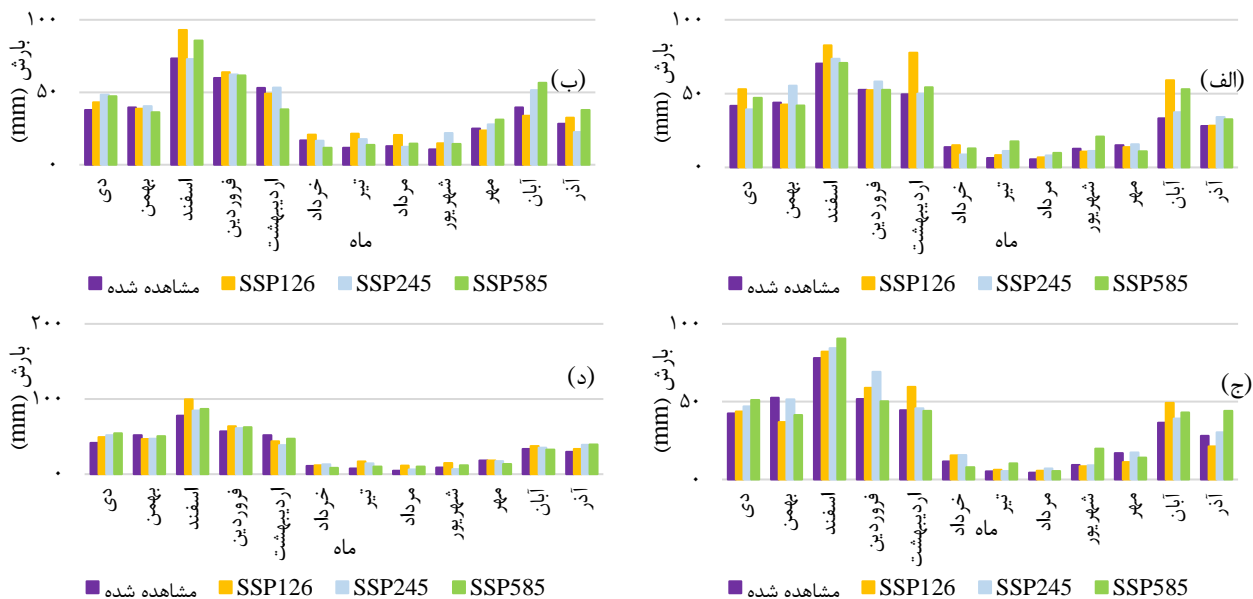 (الف)
بارش (mm)
۱۰۰
۵۰
۰
دی
بهمن
اسفند
فروردین
اردیبهشت
خرداد
تیر
مرداد
شهریور
مهر
آبان
آذر
ماه
مشاهده شده SSP126 SSP245 SSP585
(ب)
بارش (mm)
۱۰۰
۵۰
۰
دی
بهمن
اسفند
فروردین
اردیبهشت
خرداد
تیر
مرداد
شهریور
مهر
آبان
آذر
ماه
مشاهده شده SSP126 SSP245 SSP585
(ج)
بارش (mm)
۱۰۰
۵۰
۰
دی
بهمن
اسفند
فروردین
اردیبهشت
خرداد
تیر
مرداد
شهریور
مهر
آبان
آذر
ماه
مشاهده شده SSP126 SSP245 SSP585
(د)
بارش (mm)
۲۰۰
۱۰۰
۰
دی
بهمن
اسفند
فروردین
اردیبهشت
خرداد
تیر
مرداد
شهریور
مهر
آبان
آذر
ماه
مشاهده شده SSP126 SSP245 SSP585